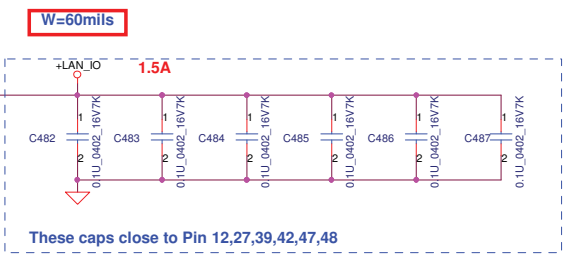 W=60mils
+LAN_IO
1.5A
1
C482
2
0.1U_0402_16V7K
1
C483
2
0.1U_0402_16V7K
1
C484
2
0.1U_0402_16V7K
1
C485
2
0.1U_0402_16V7K
1
C486
2
0.1U_0402_16V7K
1
C487
2
0.1U_0402_16V7K
These caps close to Pin 12,27,39,42,47,48